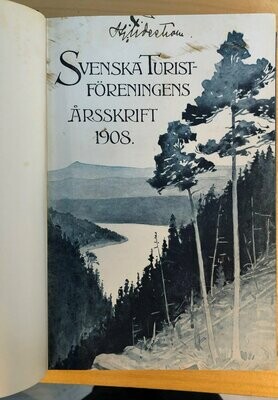 SVENSKA TURIST-
FÖRENINGENS
ÅRSSKRIFT
1908.